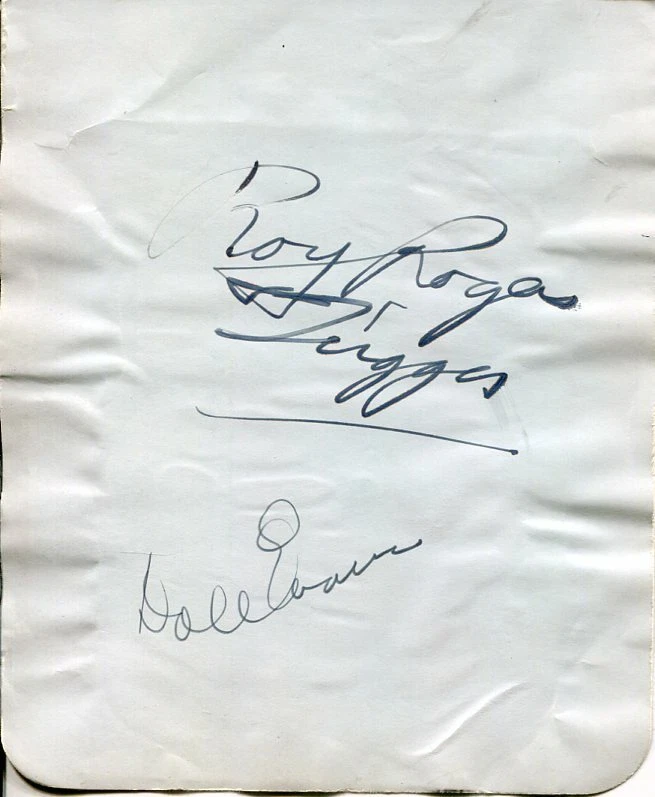 Roy Rogers
& Trigger
Dale Evans